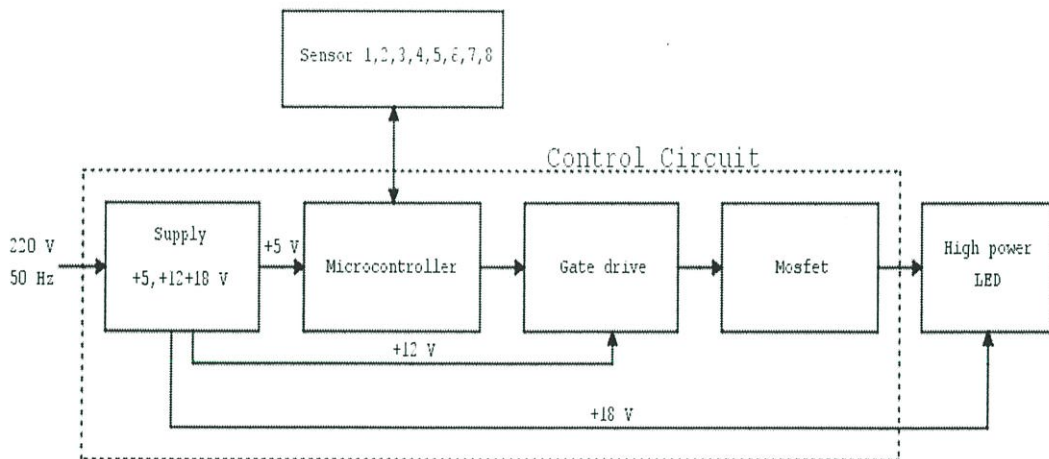 Sensor 1,2,3,4,5,6,7,8
Control Circuit
220 V
50 Hz
Supply
+5,+12+18 V
+5 V
Microcontroller
Gate drive
Mosfet
High power
LED
+12 V
+18 V